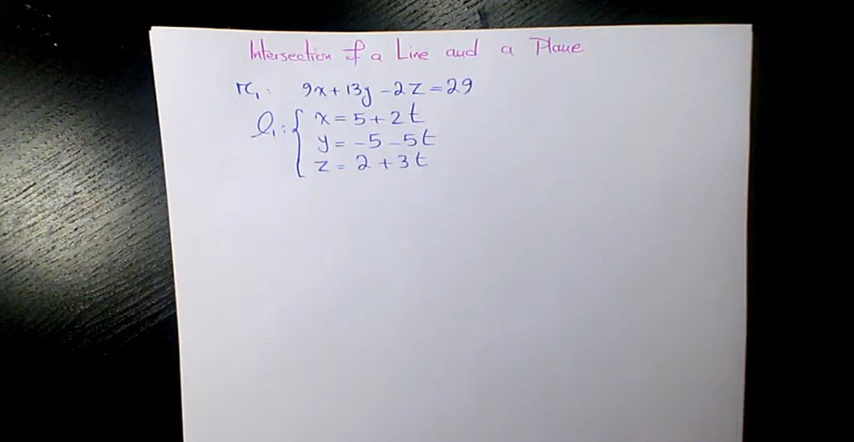 Intersection of a Line and a Plane
π₁: 9x+13y-2z=29
l₁: { x = 5+2t
y = -5-5t
z = 2+3t